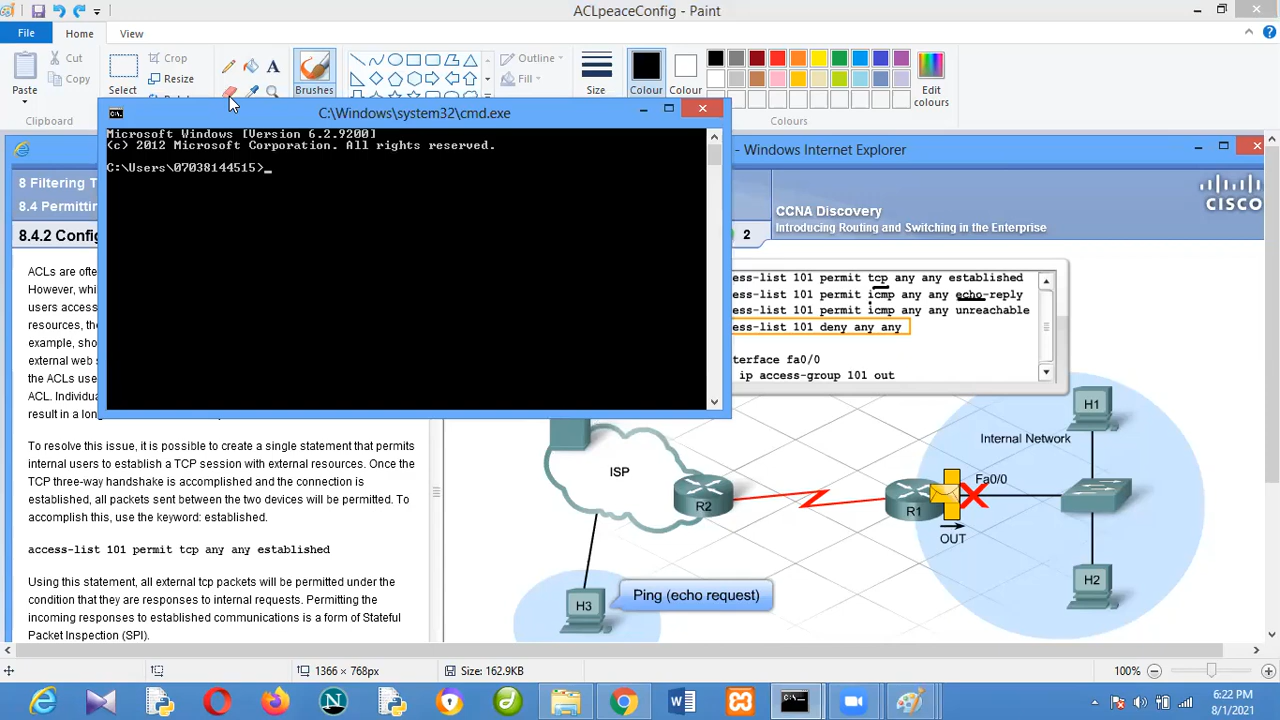 ACLpeaceConfig - Paint
File
Home
View
Paste
Cut
Copy
Clipboard
Select
Crop
Resize
Brushes
Outline
Fill
Size
Colour
Colour
Edit
colours
Colours
C:\Windows\system32\cmd.exe
Microsoft Windows [Version 6.2.9200]
(c) 2012 Microsoft Corporation. All rights reserved.
C:\Users\07038144515>_
- Windows Internet Explorer
8 Filtering T
8.4 Permittin
8.4.2 Config
CCNA Discovery
Introducing Routing and Switching in the Enterprise
CISCO
2
ACLs are ofte
However, whi
users access
resources, the
example, sho
external web s
the ACLs use
ACL. Individua
result in a long
To resolve this issue, it is possible to create a single statement that permits
internal users to establish a TCP session with external resources. Once the
TCP three-way handshake is accomplished and the connection is
established, all packets sent between the two devices will be permitted. To
accomplish this, use the keyword: established.
access-list 101 permit tcp any any established
Using this statement, all external tcp packets will be permitted under the
condition that they are responses to internal requests. Permitting the
incoming responses to established communications is a form of Stateful
Packet Inspection (SPI).
ess-list 101 permit tcp any any established
ess-list 101 permit icmp any any echo-reply
ess-list 101 permit icmp any any unreachable
ess-list 101 deny any any
terface fa0/0
ip access-group 101 out
H1
Internal Network
ISP
Fa0/0
R2
R1
OUT
H2
H3
Ping (echo request)
1366 × 768px
Size: 162.9KB
100%
6:22 PM
8/1/2021